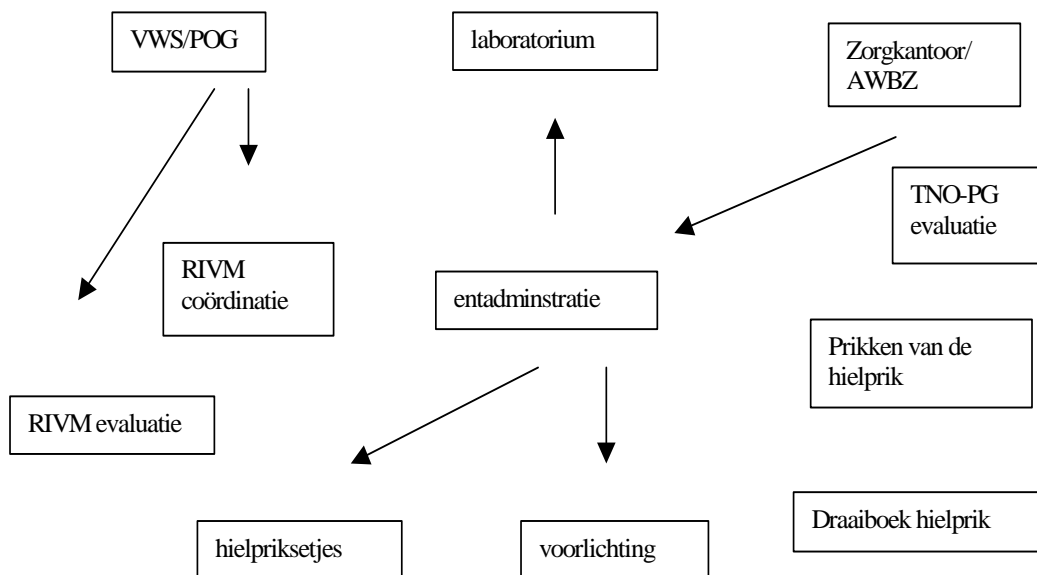 VWS/POG
laboratorium
Zorgkantoor/
AWBZ
TNO-PG
evaluatie
RIVM
coördinatie
entadminstratie
Prikken van de
hielprik
RIVM evaluatie
hielpriksetjes
voorlichting
Draaiboek hielprik